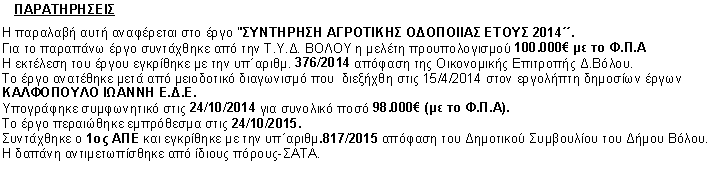 ΠΑΡΑΤΗΡΗΣΕΙΣ
Η παραλαβή αυτή αναφέρεται στο έργο "ΣΥΝΤΗΡΗΣΗ ΑΓΡΟΤΙΚΗΣ ΟΔΟΠΟΙΙΑΣ ΕΤΟΥΣ 2014΄΄.
Για το παραπάνω έργο συντάχθηκε από την Τ.Υ.Δ. ΒΟΛΟΥ η μελέτη προυπολογισμού 100.000€ με το Φ.Π.Α
Η εκτέλεση του έργου εγκρίθηκε με την υπ΄αριθμ. 376/2014 απόφαση της Οικονομικής Επιτροπής Δ.Βόλου.
Το έργο ανατέθηκε μετά από μειοδοτικό διαγωνισμό που διεξήχθη στις 15/4/2014 στον εργολήπτη δημοσίων έργων
ΚΑΛΦΟΠΟΥΛΟ ΙΩΑΝΝΗ Ε.Δ.Ε.
Υπογράφηκε συμφωνητικό στις 24/10/2014 για συνολικό ποσό 98.000€ (με το Φ.Π.Α).
Το έργο περαιώθηκε εμπρόθεσμα στις 24/10/2015.
Συντάχθηκε ο 1ος ΑΠΕ και εγκρίθηκε με την υπ΄αριθμ.817/2015 απόφαση του Δημοτικού Συμβουλίου του Δήμου Βόλου.
Η δαπάνη αντιμετωπίσθηκε από ίδιους πόρους-ΣΑΤΑ.